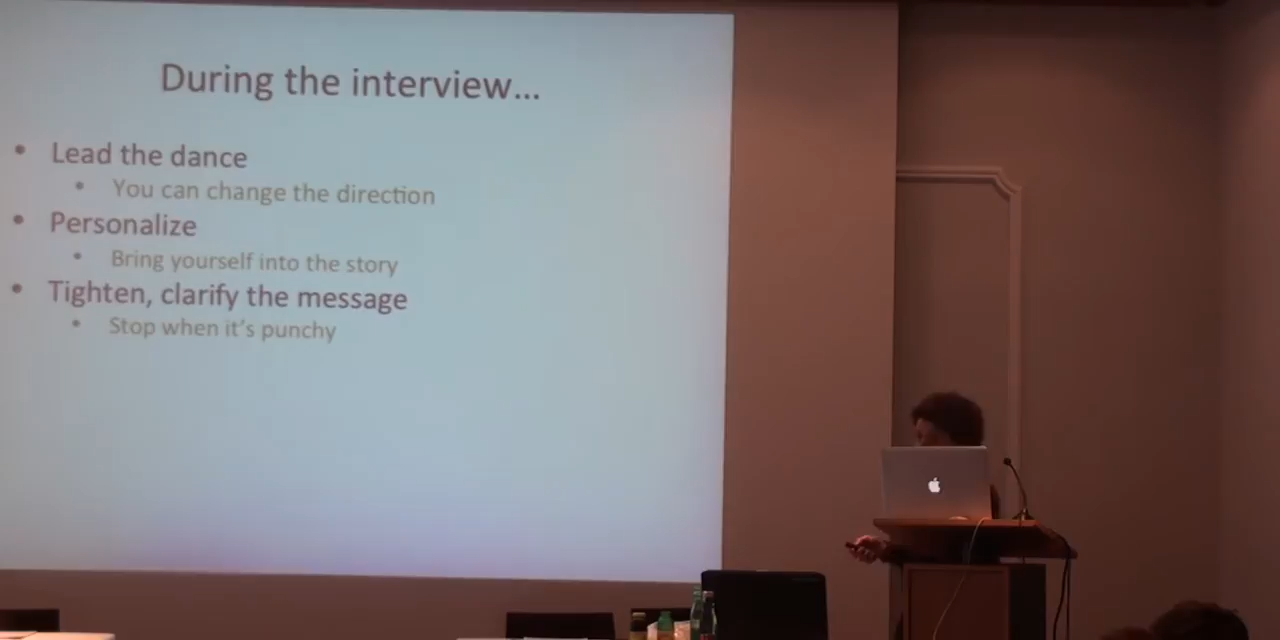 During the interview...
• Lead the dance
• You can change the direction
• Personalize
• Bring yourself into the story
• Tighten, clarify the message
• Stop when it's punchy